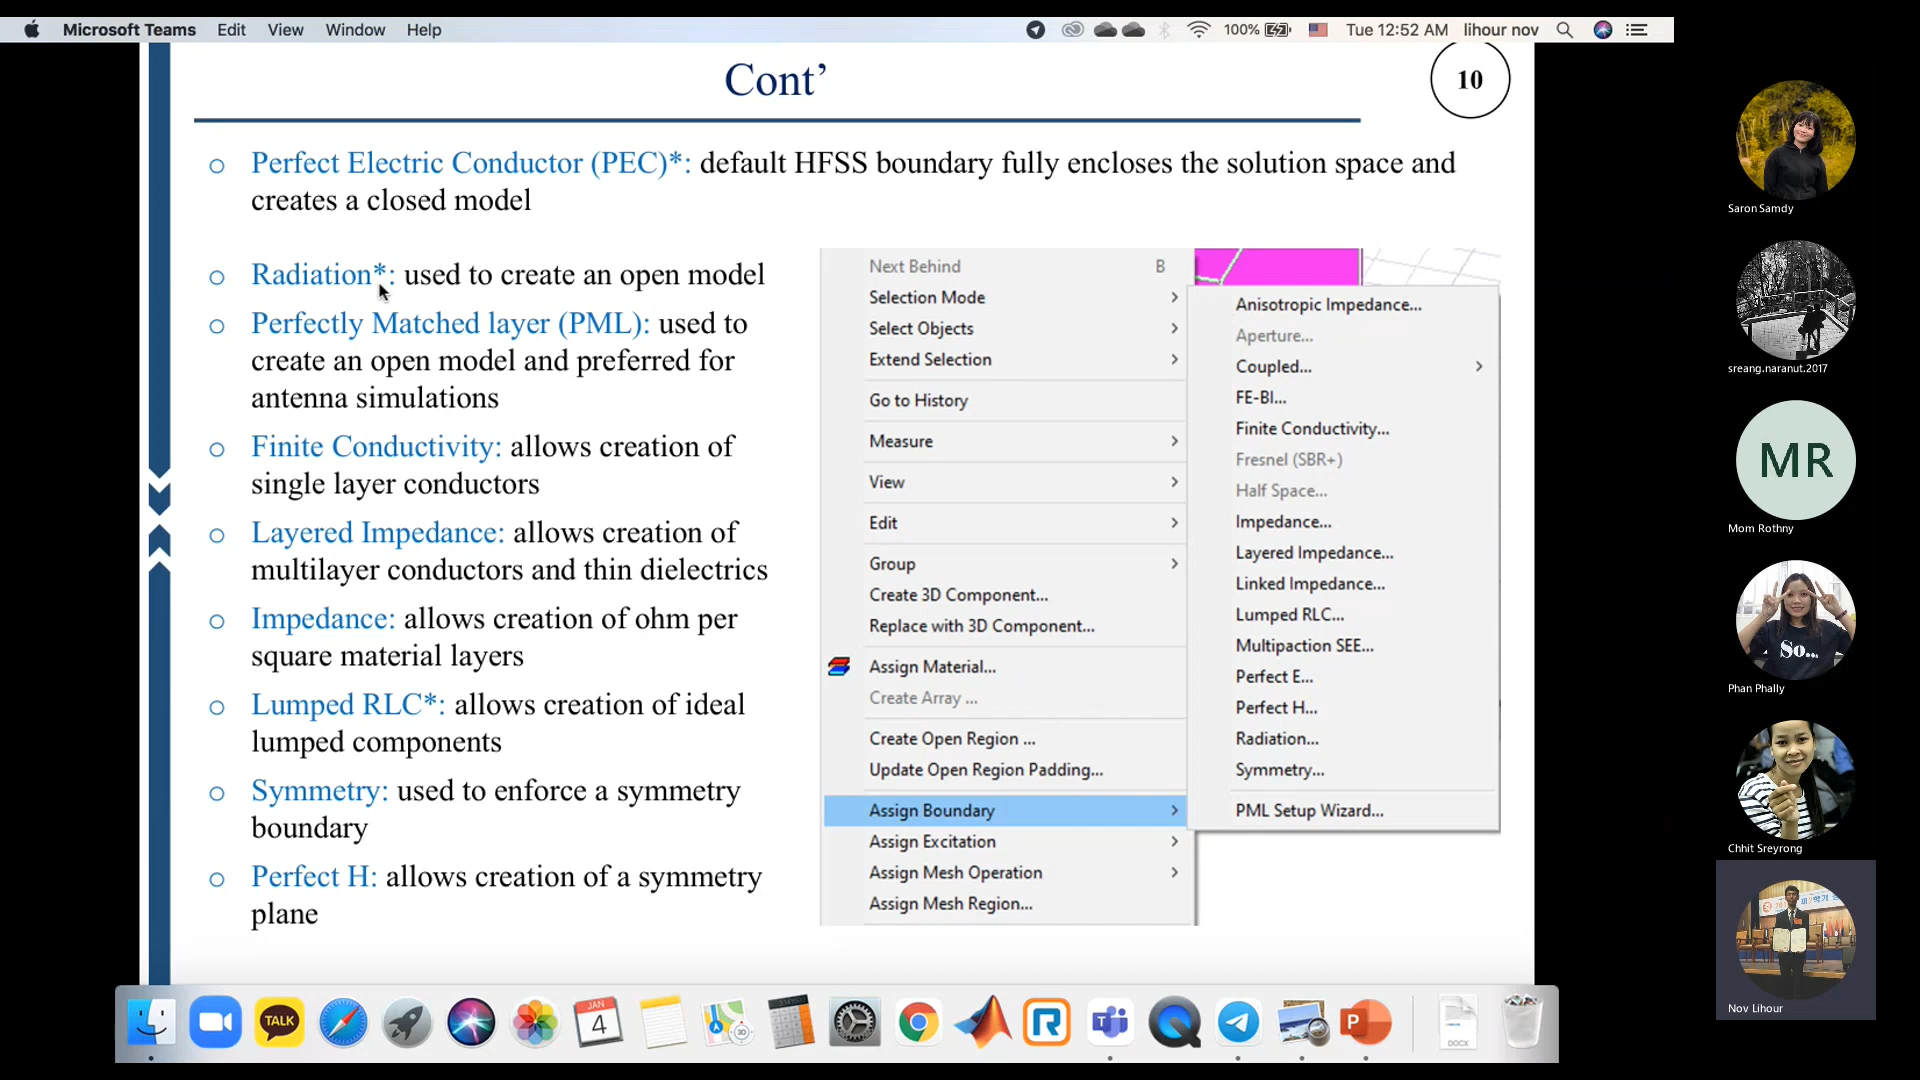 Microsoft Teams Edit View Window Help 100% Tue 12:52 AM lihour nov
Cont’
10
Perfect Electric Conductor (PEC)*: default HFSS boundary fully encloses the solution space and
creates a closed model
Radiation*: used to create an open model
Perfectly Matched layer (PML): used to
create an open model and preferred for
antenna simulations
Finite Conductivity: allows creation of
single layer conductors
Layered Impedance: allows creation of
multilayer conductors and thin dielectrics
Impedance: allows creation of ohm per
square material layers
Lumped RLC*: allows creation of ideal
lumped components
Symmetry: used to enforce a symmetry
boundary
Perfect H: allows creation of a symmetry
plane
Next Behind B
Selection Mode
Select Objects
Extend Selection
Go to History
Measure
View
Edit
Group
Create 3D Component...
Replace with 3D Component...
Assign Material...
Create Array ...
Create Open Region ...
Update Open Region Padding...
Assign Boundary
Assign Excitation
Assign Mesh Operation
Assign Mesh Region...
Anisotropic Impedance...
Aperture...
Coupled...
FE-BI...
Finite Conductivity...
Fresnel (SBR+)
Half Space...
Impedance...
Layered Impedance...
Linked Impedance...
Lumped RLC...
Multipaction SEE...
Perfect E...
Perfect H...
Radiation...
Symmetry...
PML Setup Wizard...
Saron Samdy
sreang.naranut.2017
MR
Mom Rothny
So...
Phan Phally
Chhit Sreyrong
Nov Lihour
TALK
JAN
4
3D
R
T
P
DOCX